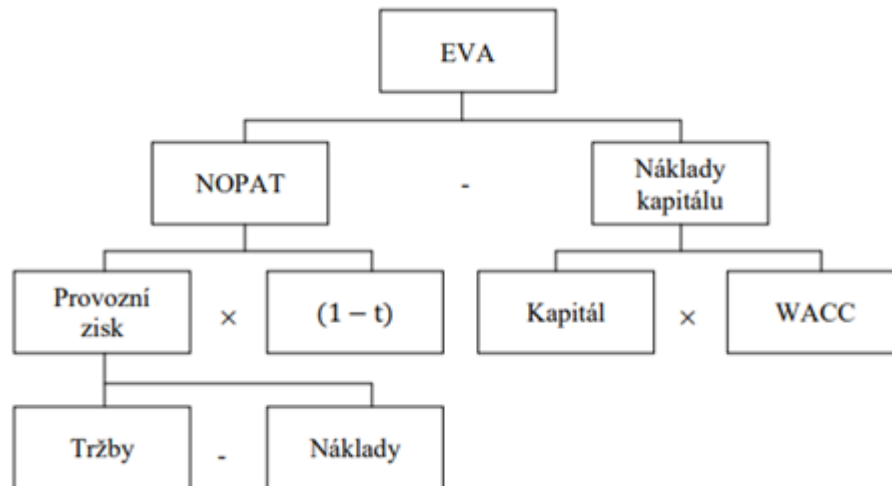 EVA
NOPAT
-
Náklady
kapitálu
Provozní
zisk
×
(1 − t)
Kapitál
×
WACC
Tržby
-
Náklady